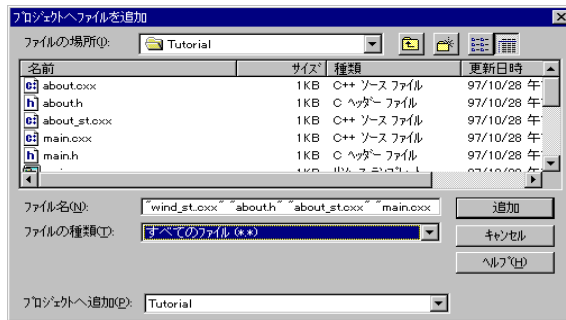 プロジェクトへファイルを追加
ファイルの場所(I): Tutorial
名前 サイズ 種類 更新日時
about.cxx 1KB C++ ソース ファイル 97/10/28 午
about.h 1KB C ヘッダー ファイル 97/10/28 午
about_st.cxx 1KB C++ ソース ファイル 97/10/28 午
main.cxx 1KB C++ ソース ファイル 97/10/28 午
main.h 1KB C ヘッダー ファイル 97/10/28 午
ファイル名(N): "wind_st.cxx" "about.h" "about_st.cxx" "main.cxx 追加
ファイルの種類(T): すべてのファイル (*.*) キャンセル
ヘルプ(H)
プロジェクトへ追加(P): Tutorial